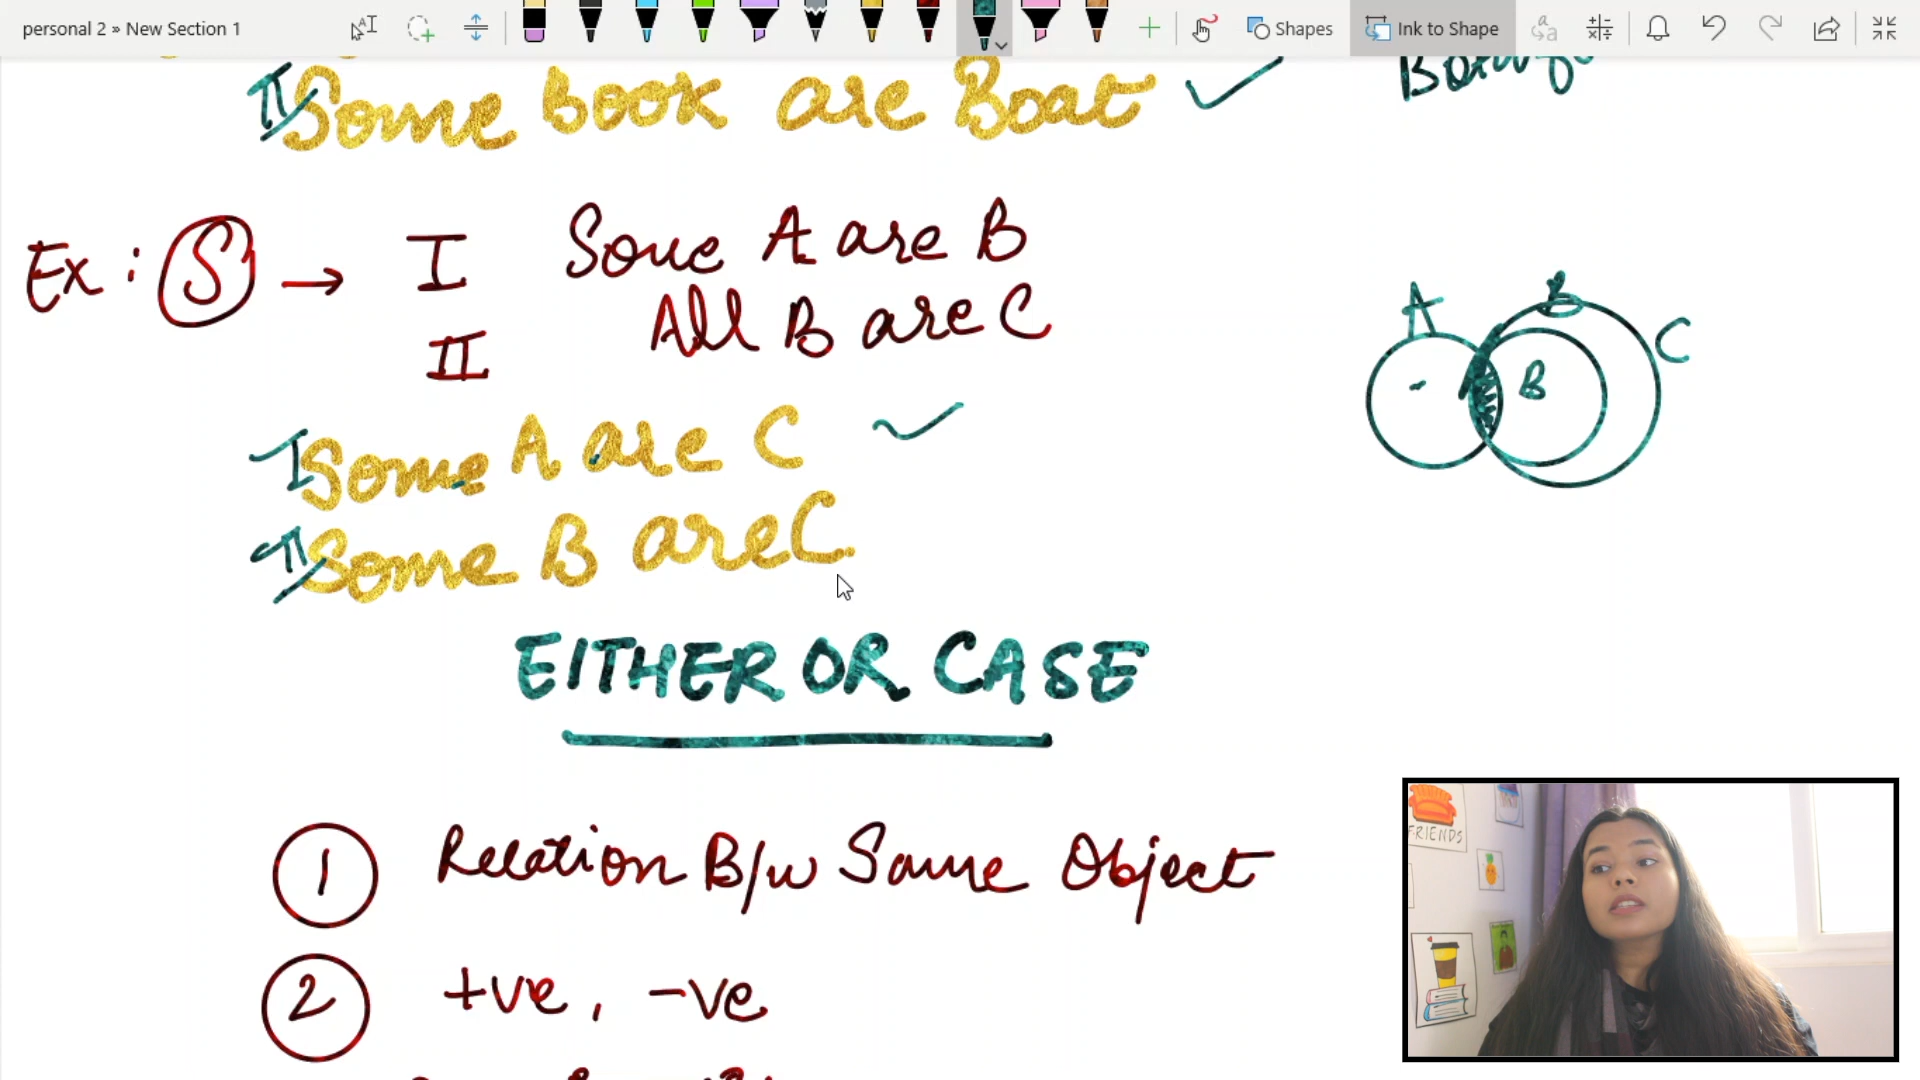 personal 2 » New Section 1
Shapes
Ink to Shape
II Some Book are Boat
Ex : S → I Some A are B
II All B are C
I Some A are C
II Some B are C.
A
B
C
B
EITHER OR CASE
1 Relation B/w Same Object
2 +ve, -ve
FRIENDS